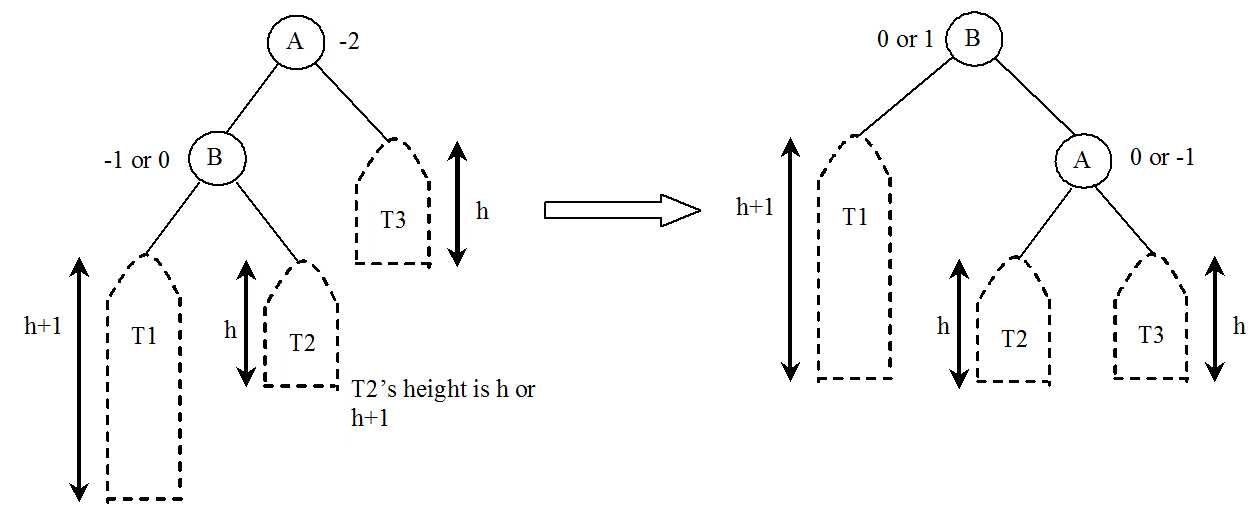 A
-2
-1 or 0
B
T3
h
h+1
T1
h
T2
T2’s height is h or
h+1
0 or 1
B
A
0 or -1
h+1
T1
h
T2
T3
h